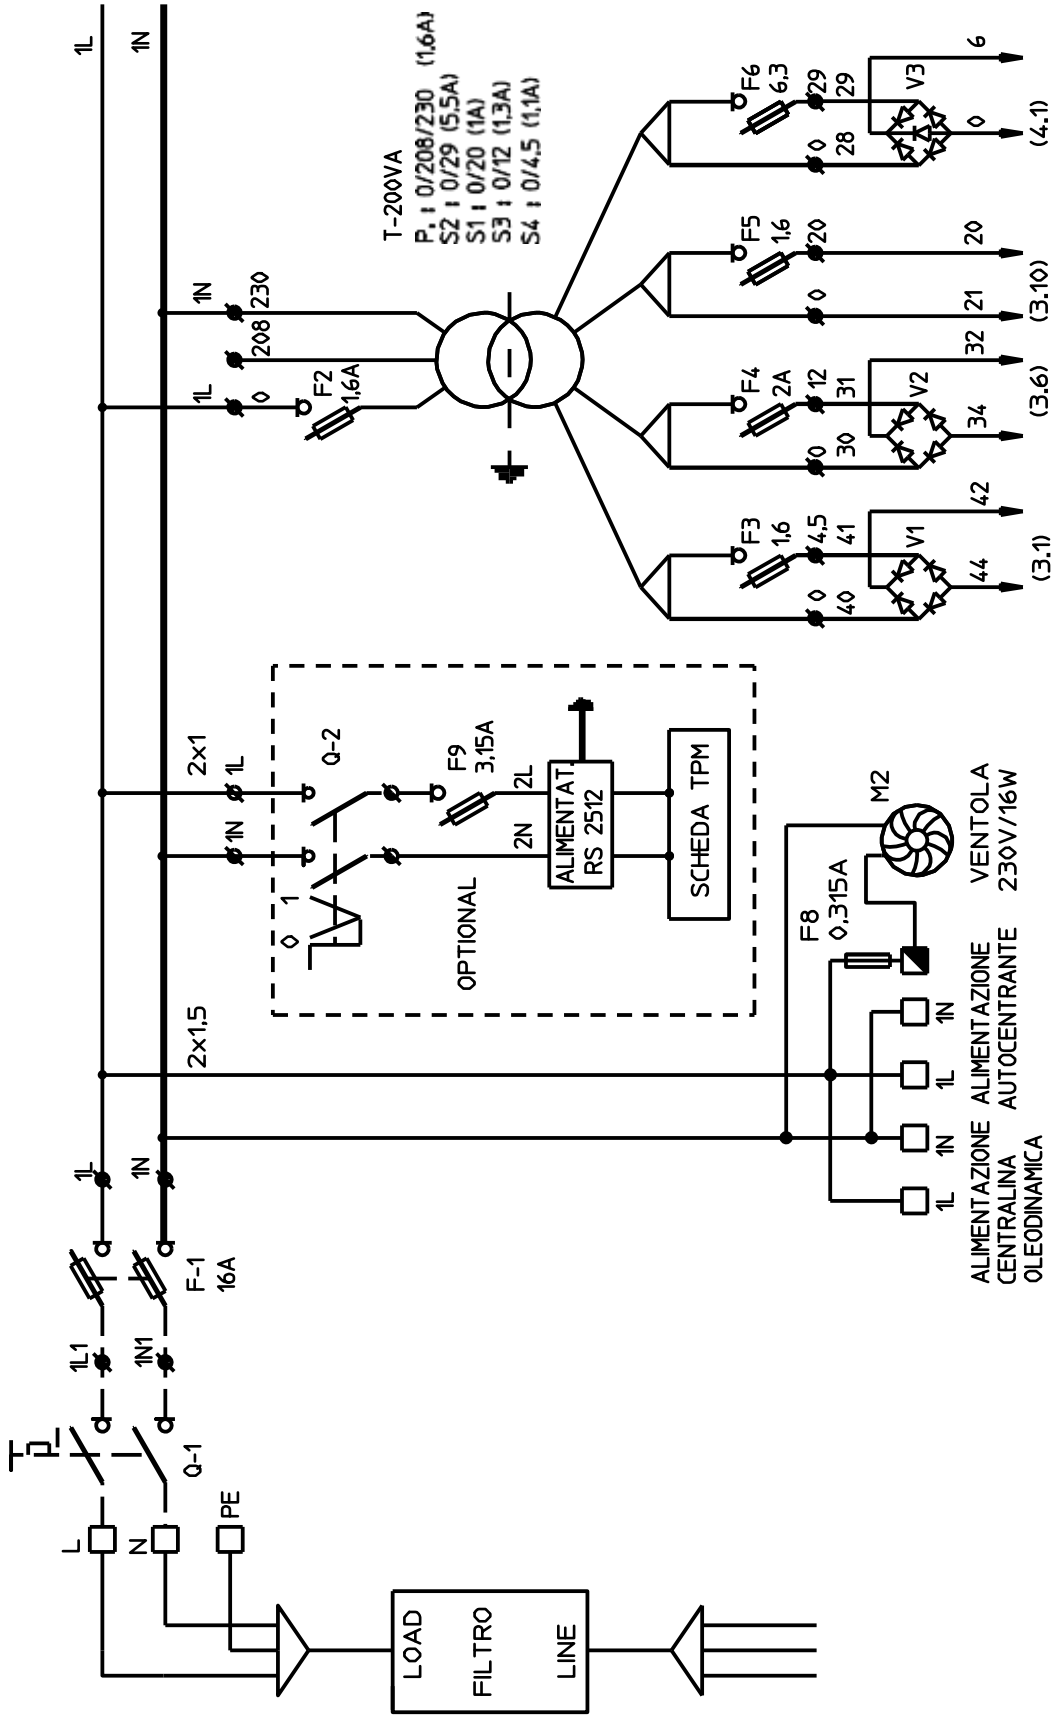 1L
1N
T-200VA
P. : 0/208/230 (1,6A)
S2 : 0/29 (5,5A)
S1 : 0/20 (1A)
S3 : 0/12 (1,3A)
S4 : 0/4,5 (1,1A)
1N
230
208
1L
0
F2
1,6A
F6
6,3
29
29
0
28
V3
6
0
(4.1)
F5
1,6
20
0
20
21
(3.10)
F4
2A
12
31
0
30
V2
32
34
(3.6)
F3
1,6
4,5
41
0
40
V1
42
44
(3.1)
2x1
1L
1N
Q-2
0 1
F9
3,15A
2L
2N
OPTIONAL
ALIMENTAT.
RS 2512
SCHEDA TPM
2x1,5
M2
VENTOLA
230V/16W
F8
0,315A
1N
1L
ALIMENTAZIONE
AUTOCENTRANTE
1N
1L
ALIMENTAZIONE
CENTRALINA
OLEODINAMICA
1L
1N
F-1
16A
1L1
1N1
Q-1
L
N
PE
LOAD
FILTRO
LINE